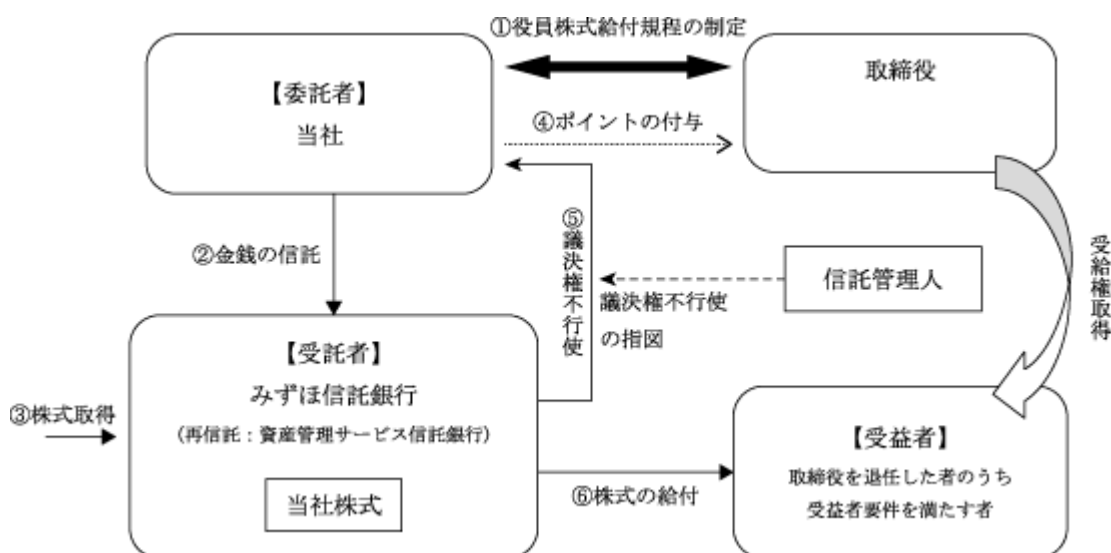 ①役員株式給付規程の制定
【委託者】
当社
取締役
④ポイントの付与
②金銭の信託
⑤議決権不行使
信託管理人
議決権不行使
の指図
受給権取得
【受託者】
みずほ信託銀行
(再信託：資産管理サービス信託銀行)
当社株式
③株式取得
⑥株式の給付
【受益者】
取締役を退任した者のうち
受益者要件を満たす者